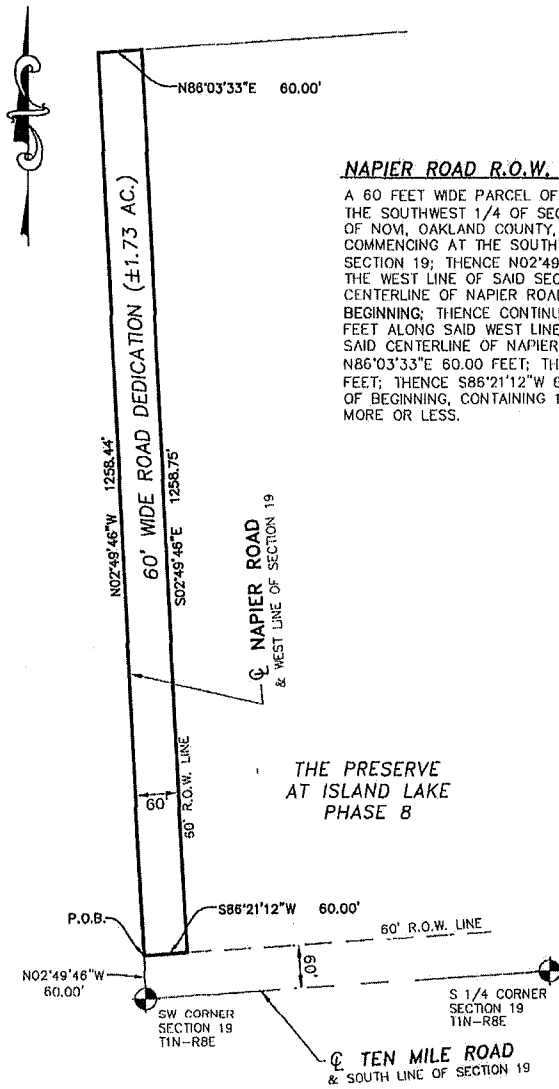 N86°03'33"E 60.00'
NAPIER ROAD R.O.W.
A 60 FEET WIDE PARCEL OF
THE SOUTHWEST 1/4 OF SEC
OF NOVI, OAKLAND COUNTY,
COMMENCING AT THE SOUTH
SECTION 19; THENCE N02°49
THE WEST LINE OF SAID SEC
CENTERLINE OF NAPIER ROAD
BEGINNING; THENCE CONTINU
FEET ALONG SAID WEST LINE
SAID CENTERLINE OF NAPIER
N86°03'33"E 60.00 FEET; TH
FEET; THENCE S86°21'12"W 6
OF BEGINNING, CONTAINING 1
MORE OR LESS.
N02°49'46"W 1258.44'
60' WIDE ROAD DEDICATION (±1.73 AC.)
S02°49'46"E 1258.75'
℄ NAPIER ROAD
& WEST LINE OF SECTION 19
60'
60' R.O.W. LINE
THE PRESERVE
AT ISLAND LAKE
PHASE 8
P.O.B.
S86°21'12"W 60.00'
60' R.O.W. LINE
60'
N02°49'46"W
60.00'
SW CORNER
SECTION 19
T1N-R8E
S 1/4 CORNER
SECTION 19
T1N-R8E
℄ TEN MILE ROAD
& SOUTH LINE OF SECTION 19